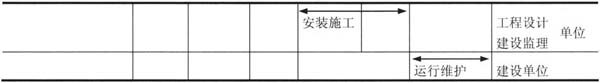 安装施工
工程设计
建设监理
单位
运行维护
建设单位